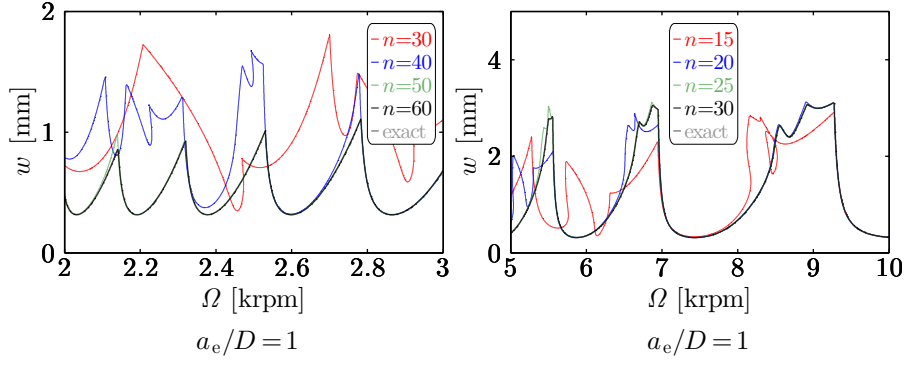 2
1
0
w [mm]
n=30
n=40
n=50
n=60
exact
2 2.2 2.4 2.6 2.8 3
Ω [krpm]
a_e/D = 1
4
2
0
w [mm]
n=15
n=20
n=25
n=30
exact
5 6 7 8 9 10
Ω [krpm]
a_e/D = 1